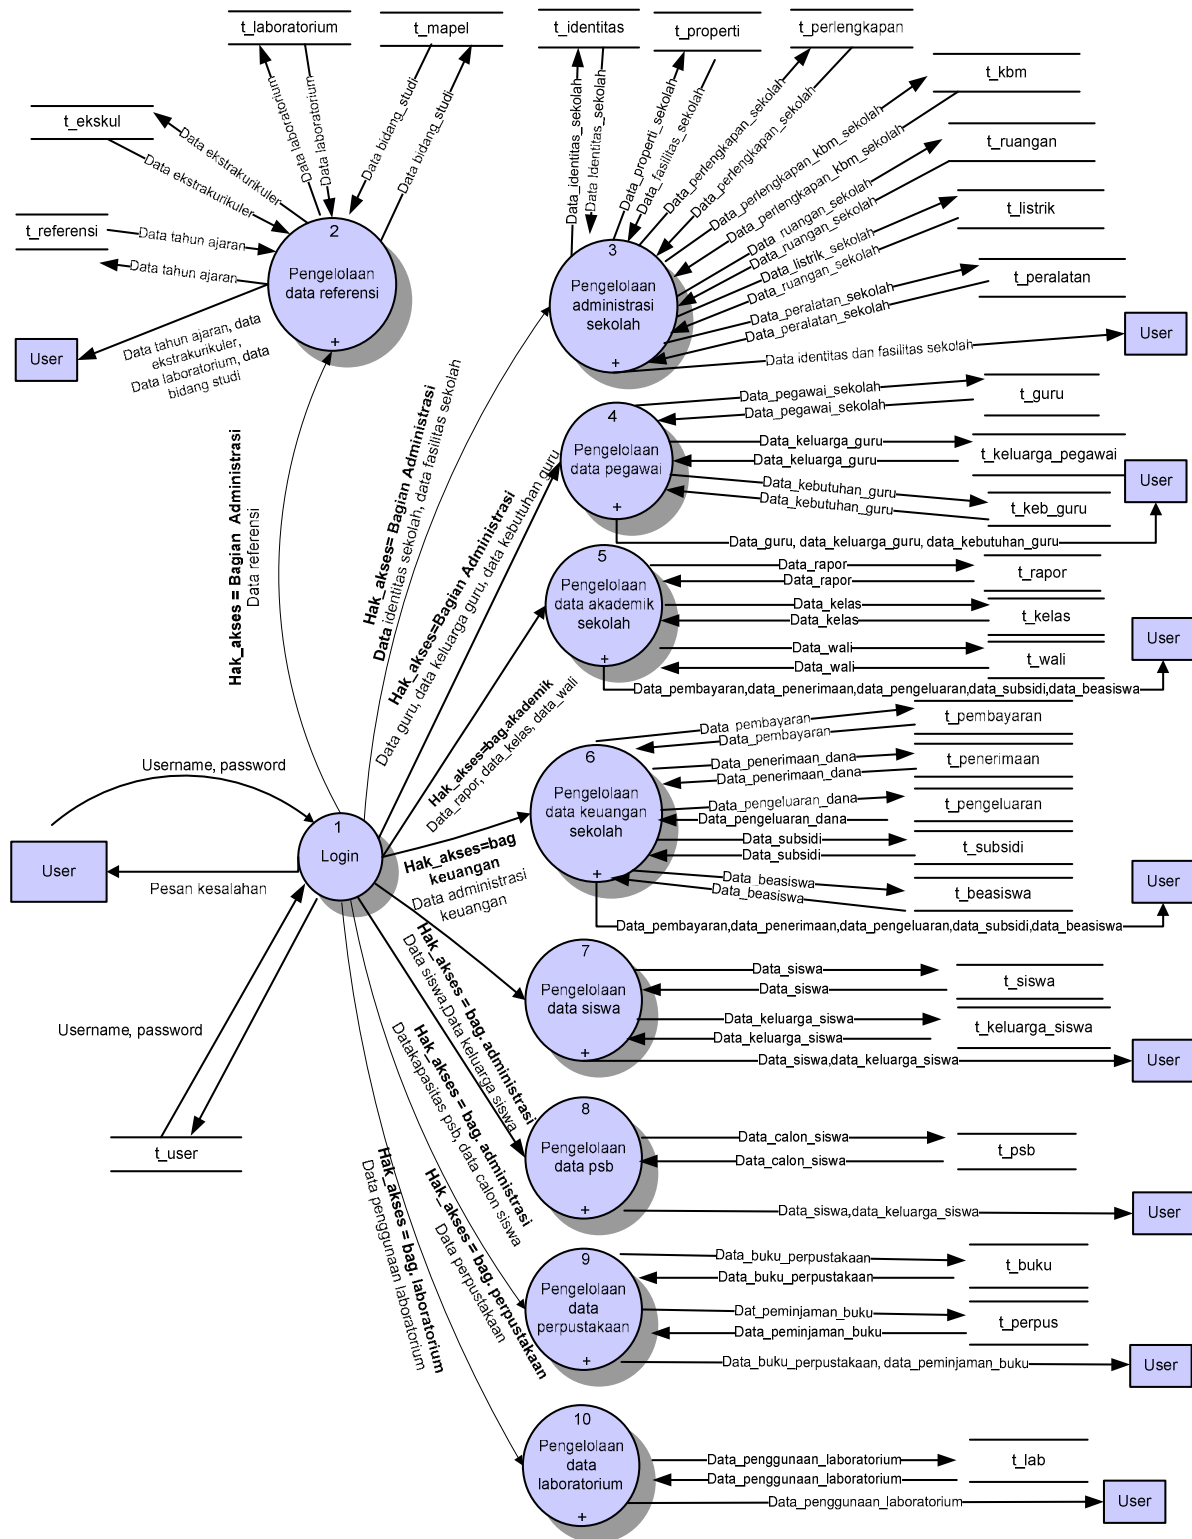 t_laboratorium
t_mapel
t_identitas
t_properti
t_perlengkapan
t_kbm
t_ekskul
t_ruangan
t_listrik
t_referensi
t_peralatan
Data laboratorium
Data laboratorium
Data bidang_studi
Data bidang_studi
Data ekstrakurikuler
Data ekstrakurikuler
Data tahun ajaran
Data tahun ajaran
2
Pengelolaan
data referensi
+
User
Data tahun ajaran, data
ekstrakurikuler,
Data laboratorium, data
bidang studi
Data_identitas_sekolah
Data Identitas_sekolah
Data_properti_sekolah
Data_fasilitas_sekolah
Data_perlengkapan_sekolah
Data_perlengkapan_sekolah
Data_perlengkapan_kbm_sekolah
Data_perlengkapan_kbm_sekolah
Data_ruangan_sekolah
Data_ruangan_sekolah
Data_listrik_sekolah
Data_ruangan_sekolah
Data_peralatan_sekolah
Data_peralatan_sekolah
3
Pengelolaan
administrasi
sekolah
+
Data identitas dan fasilitas sekolah
User
Hak_akses = Bagian Administrasi
Data referensi
Hak_akses= Bagian Administrasi
Data identitas sekolah, data fasilitas sekolah
Hak_akses=Bagian Administrasi
Data guru, data keluarga guru, data kebutuhan guru
4
Pengelolaan
data pegawai
+
Data_pegawai_sekolah
Data_pegawai_sekolah
t_guru
Data_keluarga_guru
Data_keluarga_guru
t_keluarga_pegawai
Data_kebutuhan_guru
Data_kebutuhan_guru
t_keb_guru
User
Data_guru, data_keluarga_guru, data_kebutuhan_guru
5
Pengelolaan
data akademik
sekolah
+
Data_rapor
Data_rapor
t_rapor
Data_kelas
Data_kelas
t_kelas
Data_wali
Data_wali
t_wali
User
Data_pembayaran,data_penerimaan,data_pengeluaran,data_subsidi,data_beasiswa
Hak_akses=bag.akademik
Data_rapor, data_kelas, data_wali
6
Pengelolaan
data keuangan
sekolah
+
Data_pembayaran
Data_pembayaran
t_pembayaran
Data_penerimaan_dana
Data_penerimaan_dana
t_penerimaan
Data_pengeluaran_dana
Data_pengeluaran_dana
t_pengeluaran
Data_subsidi
Data_subsidi
t_subsidi
Data_beasiswa
Data_beasiswa
t_beasiswa
User
Data_pembayaran,data_penerimaan,data_pengeluaran,data_subsidi,data_beasiswa
Username, password
1
Login
User
Pesan kesalahan
Username, password
t_user
Hak_akses=bag
keuangan
Data administrasi
keuangan
Hak_akses = bag. administrasi
Data siswa,Data keluarga siswa
Hak_akses = bag. administrasi
Datakapasitas psb, data calon siswa
Hak_akses = bag. perpustakaan
Data perpustakaan
Hak_akses = bag. laboratorium
Data penggunaan laboratorium
7
Pengelolaan
data siswa
+
Data_siswa
Data_siswa
t_siswa
Data_keluarga_siswa
Data_keluarga_siswa
t_keluarga_siswa
Data_siswa,data_keluarga_siswa
User
8
Pengelolaan
data psb
+
Data_calon_siswa
Data_calon_siswa
t_psb
Data_siswa,data_keluarga_siswa
User
9
Pengelolaan
data
perpustakaan
+
Data_buku_perpustakaan
Data_buku_perpustakaan
t_buku
Dat_peminjaman_buku
Data_peminjaman_buku
t_perpus
Data_buku_perpustakaan, data_peminjaman_buku
User
10
Pengelolaan
data
laboratorium
+
Data_penggunaan_laboratorium
Data_penggunaan_laboratorium
t_lab
Data_penggunaan_laboratorium
User